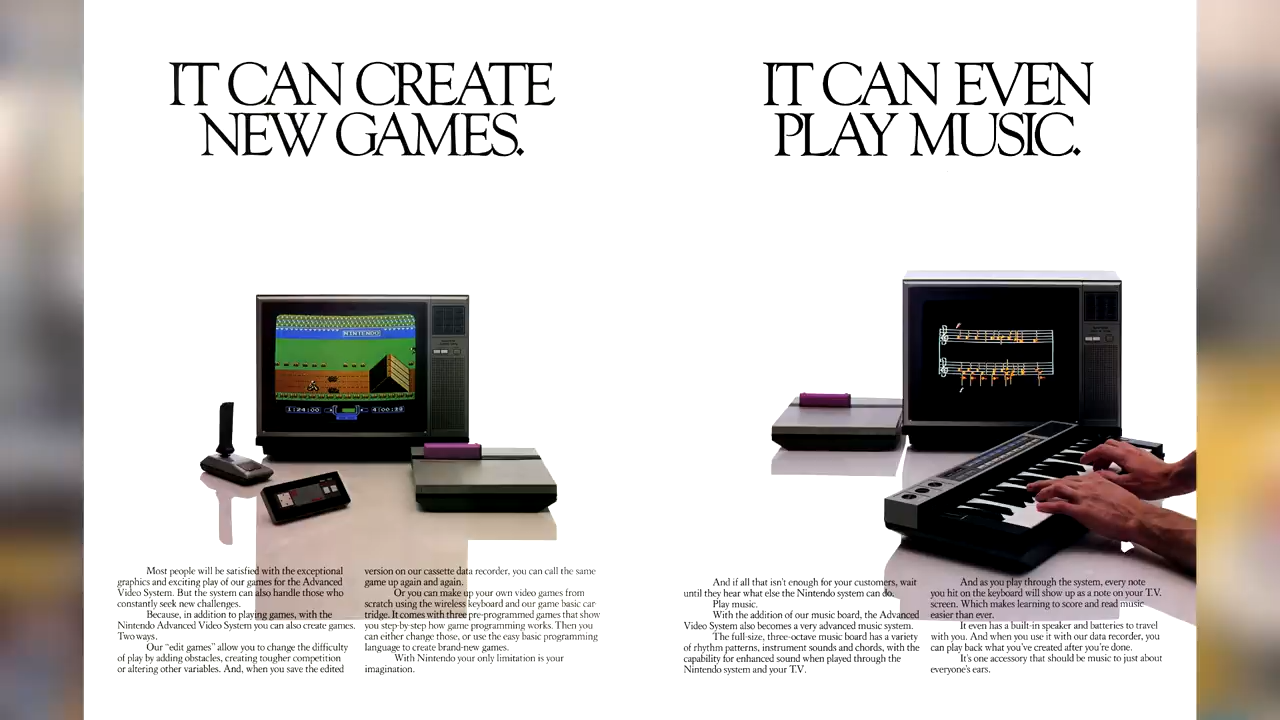 IT CAN CREATE
NEW GAMES.
NINTENDO
1:24:00
4:00:28
Most people will be satisfied with the exceptional
graphics and exciting play of our games for the Advanced
Video System. But the system can also handle those who
constantly seek new challenges.
Because, in addition to playing games, with the
Nintendo Advanced Video System you can also create games.
Two ways.
Our "edit games" allow you to change the difficulty
of play by adding obstacles, creating tougher competition
or altering other variables. And, when you save the edited
version on our cassette data recorder, you can call the same
game up again and again.
Or you can make up your own video games from
scratch using the wireless keyboard and our game basic car-
tridge. It comes with three pre-programmed games that show
you step-by-step how game programming works. Then you
can either change those, or use the easy basic programming
language to create brand-new games.
With Nintendo your only limitation is your
imagination.
IT CAN EVEN
PLAY MUSIC.
And if all that isn't enough for your customers, wait
until they hear what else the Nintendo system can do.
Play music.
With the addition of our music board, the Advanced
Video System also becomes a very advanced music system.
The full-size, three-octave music board has a variety
of rhythm patterns, instrument sounds and chords, with the
capability for enhanced sound when played through the
Nintendo system and your T.V.
And as you play through the system, every note
you hit on the keyboard will show up as a note on your T.V.
screen. Which makes learning to score and read music
easier than ever.
It even has a built-in speaker and batteries to travel
with you. And when you use it with our data recorder, you
can play back what you've created after you're done.
It's one accessory that should be music to just about
everyone's ears.